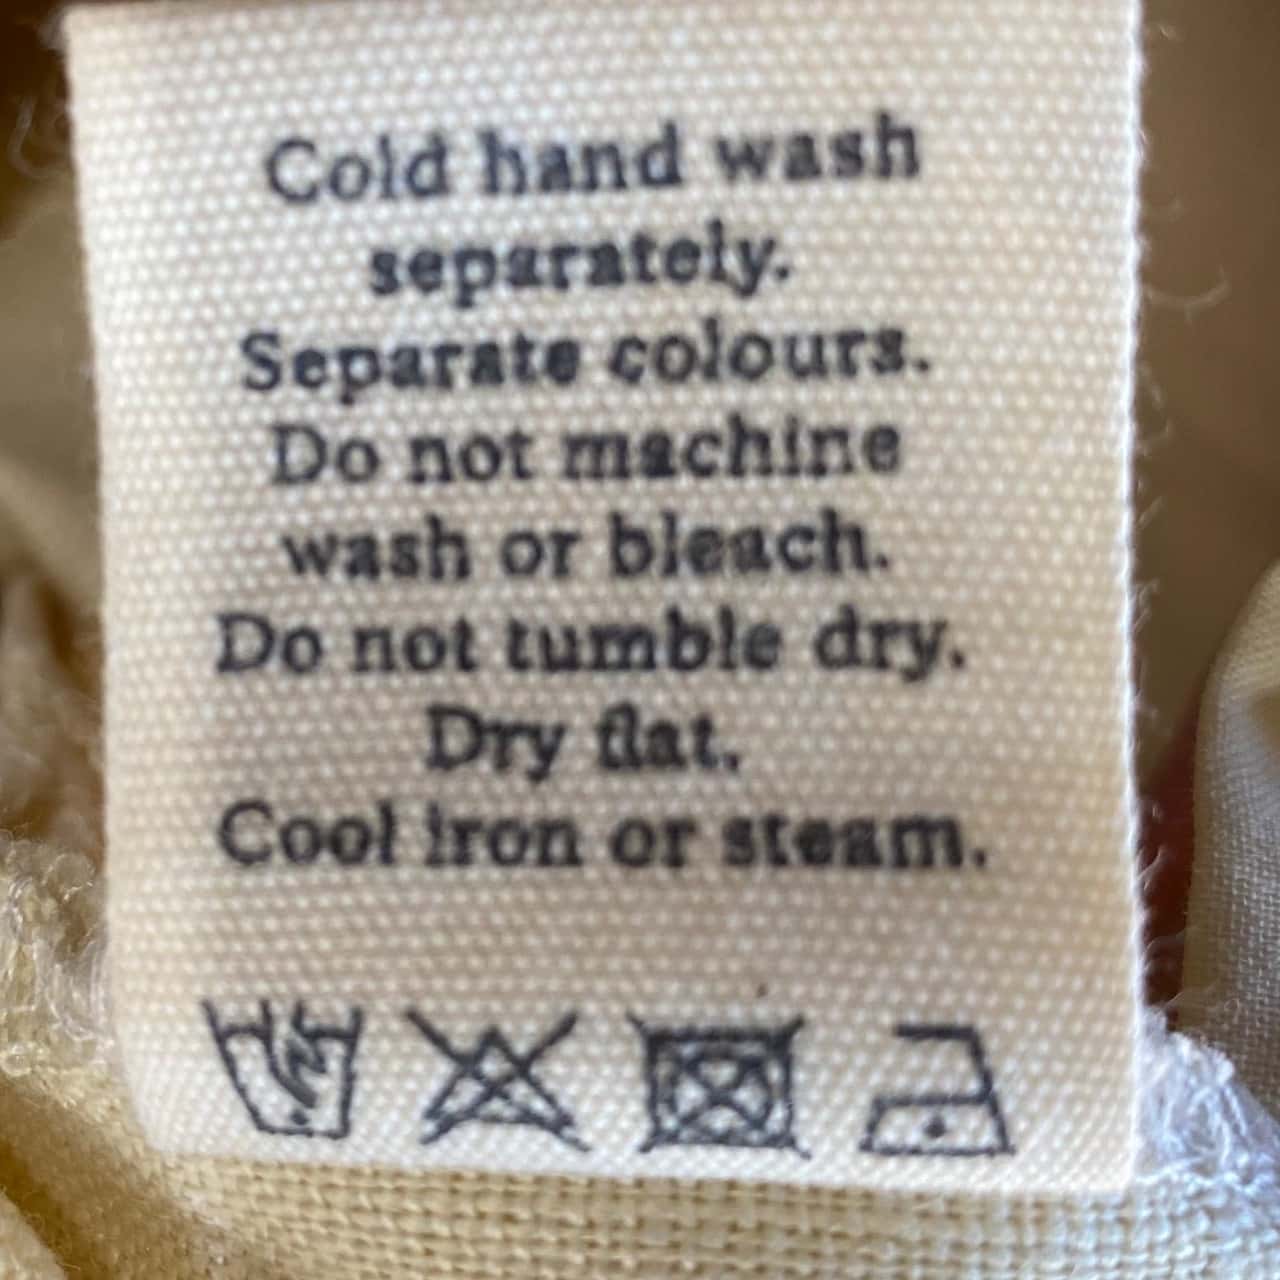 Cold hand wash
separately.
Separate colours.
Do not machine
wash or bleach.
Do not tumble dry.
Dry flat.
Cool iron or steam.